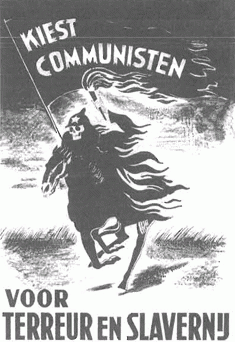 KIEST
COMMUNISTEN
VOOR
TERREUR EN SLAVERNIJ